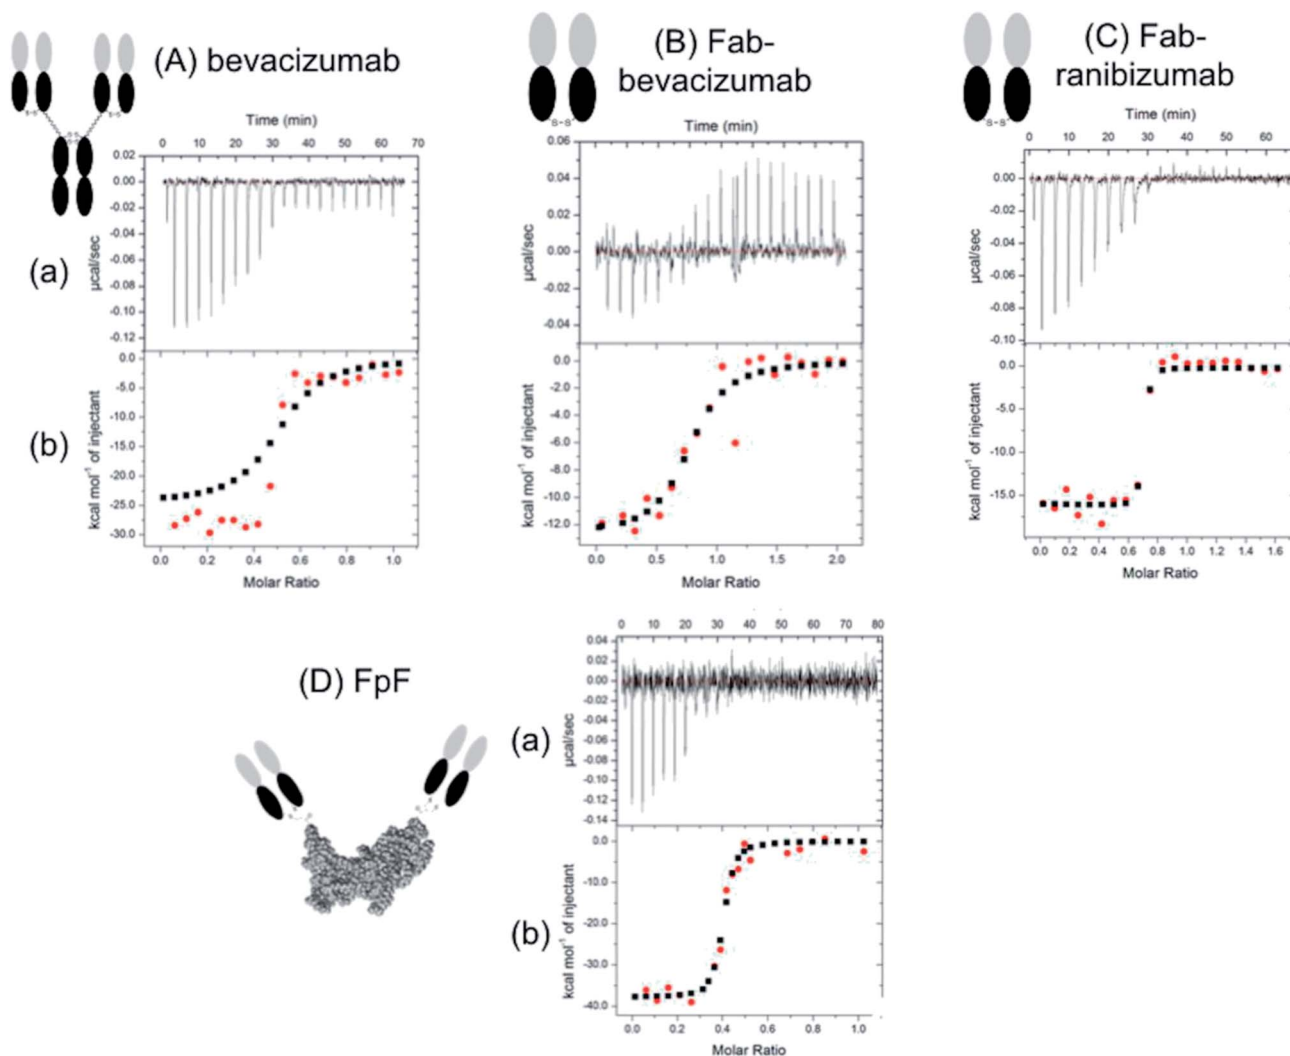 (A) bevacizumab
(B) Fab-
bevacizumab
(C) Fab-
ranibizumab
s-s
s-s
s-s
s-s
Time (min)
0 10 20 30 40 50 60 70
0.02
0.00
-0.02
-0.04
-0.06
-0.08
-0.10
-0.12
µcal/sec
(a)
0.0
-5.0
-10.0
-15.0
-20.0
-25.0
-30.0
kcal mol⁻¹ of injectant
(b)
0.0 0.2 0.4 0.6 0.8 1.0
Molar Ratio
"s-s"
Time (min)
0.06
0.04
0.02
0.00
-0.02
-0.04
µcal/sec
0.0
-2.0
-4.0
-6.0
-8.0
-10.0
-12.0
kcal mol⁻¹ of injectant
0.0 0.5 1.0 1.5 2.0
Molar Ratio
"s-s"
Time (min)
0 10 20 30 40 50 60
0.00
-0.02
-0.04
-0.06
-0.08
-0.10
µcal/sec
0.0
-5.0
-10.0
-15.0
kcal mol⁻¹ of injectant
0.0 0.2 0.4 0.6 0.8 1.0 1.2 1.4 1.6
Molar Ratio
(D) FpF
0 10 20 30 40 50 60 70 80
0.04
0.02
0.00
-0.02
-0.04
-0.06
-0.08
-0.10
-0.12
-0.14
µcal/sec
(a)
0.0
-10.0
-20.0
-30.0
-40.0
kcal mol⁻¹ of injectant
(b)
0.0 0.2 0.4 0.6 0.8 1.0
Molar Ratio